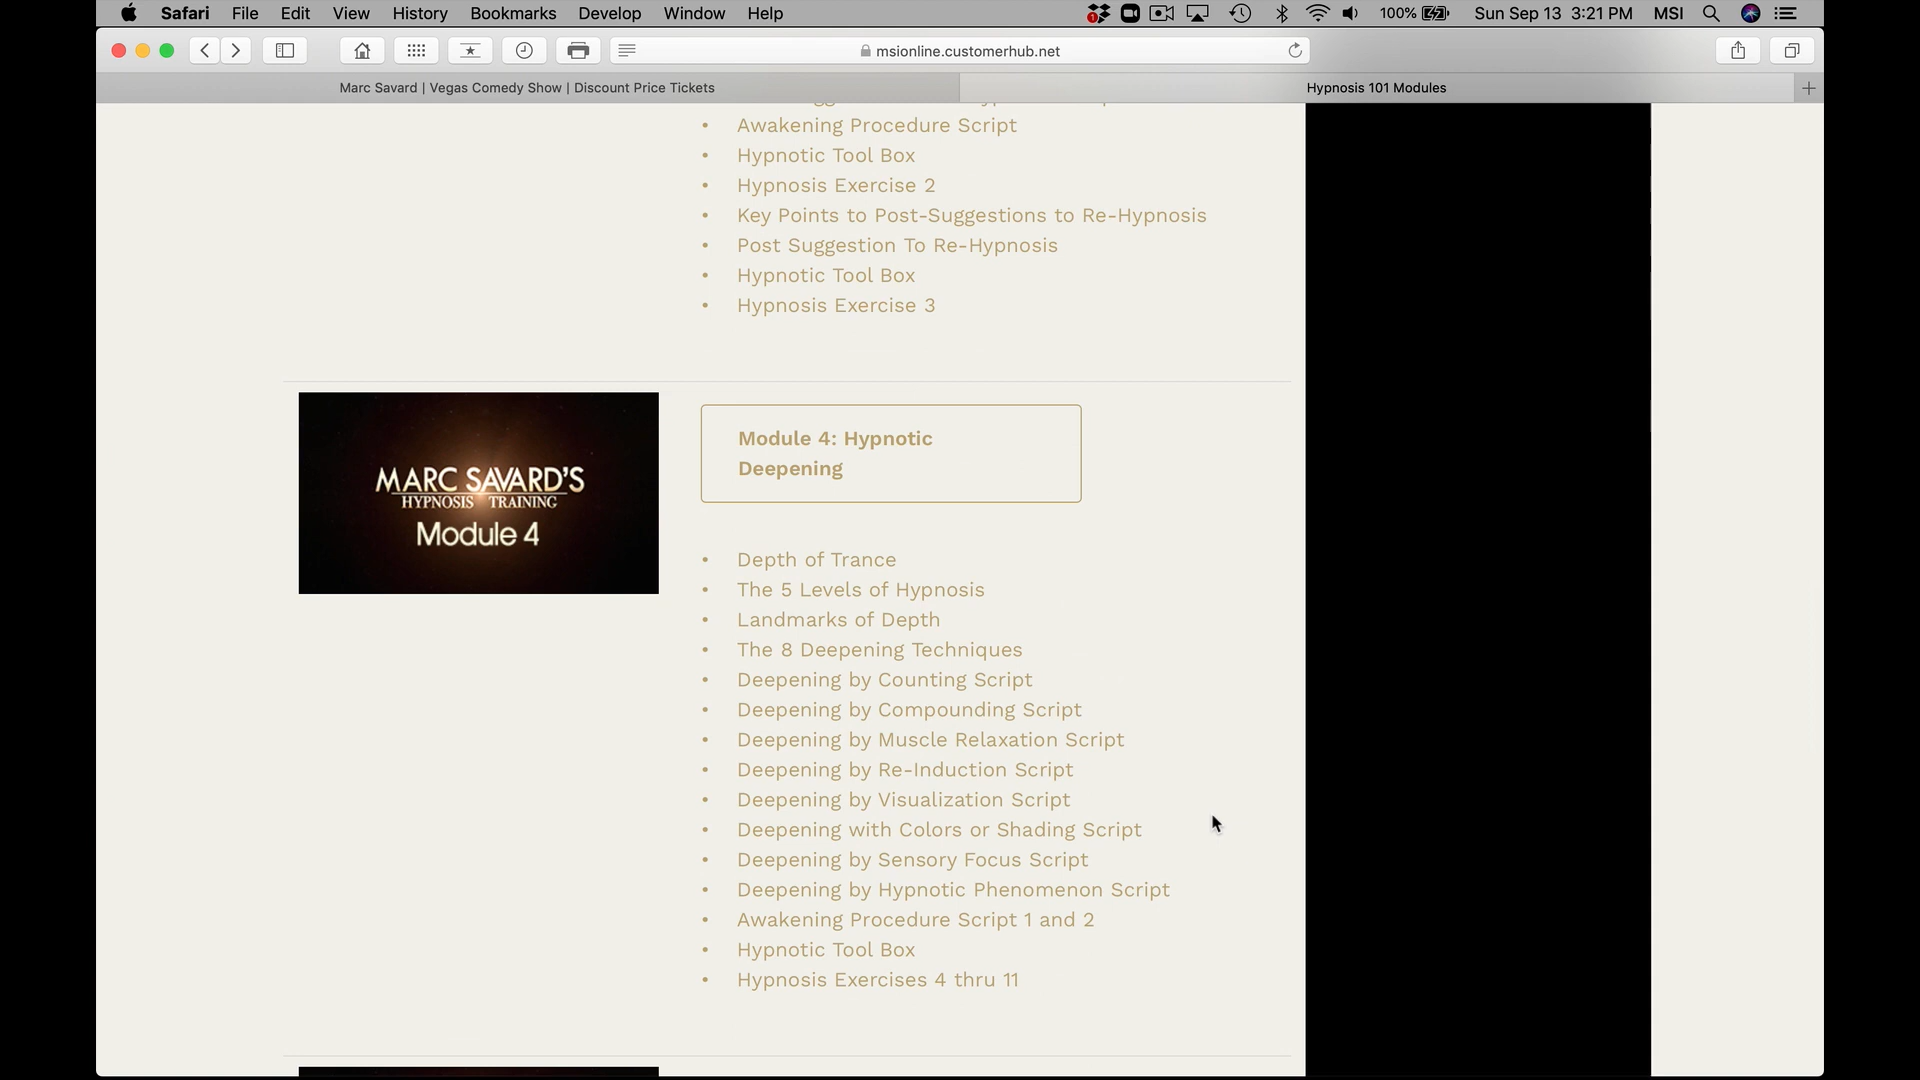 Safari File Edit View History Bookmarks Develop Window Help 100% Sun Sep 13 3:21 PM MSI
msionline.customerhub.net
Marc Savard | Vegas Comedy Show | Discount Price Tickets
Hypnosis 101 Modules
• Awakening Procedure Script
• Hypnotic Tool Box
• Hypnosis Exercise 2
• Key Points to Post-Suggestions to Re-Hypnosis
• Post Suggestion To Re-Hypnosis
• Hypnotic Tool Box
• Hypnosis Exercise 3
MARC SAVARD'S
HYPNOSIS TRAINING
Module 4
Module 4: Hypnotic
Deepening
• Depth of Trance
• The 5 Levels of Hypnosis
• Landmarks of Depth
• The 8 Deepening Techniques
• Deepening by Counting Script
• Deepening by Compounding Script
• Deepening by Muscle Relaxation Script
• Deepening by Re-Induction Script
• Deepening by Visualization Script
• Deepening with Colors or Shading Script
• Deepening by Sensory Focus Script
• Deepening by Hypnotic Phenomenon Script
• Awakening Procedure Script 1 and 2
• Hypnotic Tool Box
• Hypnosis Exercises 4 thru 11